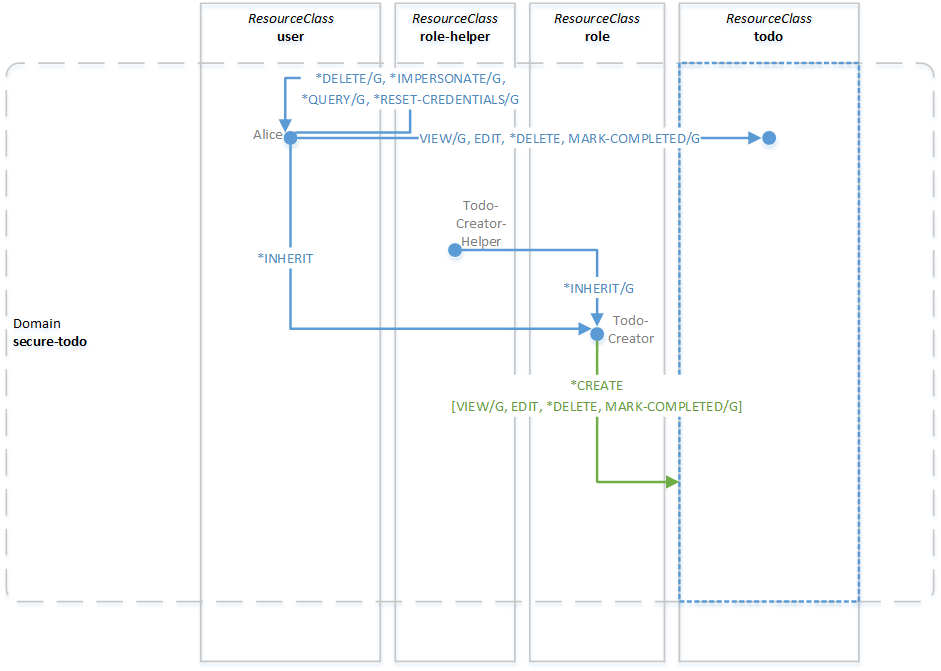 ResourceClass
user
ResourceClass
role-helper
ResourceClass
role
ResourceClass
todo
*DELETE/G, *IMPERSONATE/G,
*QUERY/G, *RESET-CREDENTIALS/G
Alice
VIEW/G, EDIT, *DELETE, MARK-COMPLETED/G
Todo-
Creator-
Helper
*INHERIT
*INHERIT/G
Domain
secure-todo
Todo-
Creator
*CREATE
[VIEW/G, EDIT, *DELETE, MARK-COMPLETED/G]